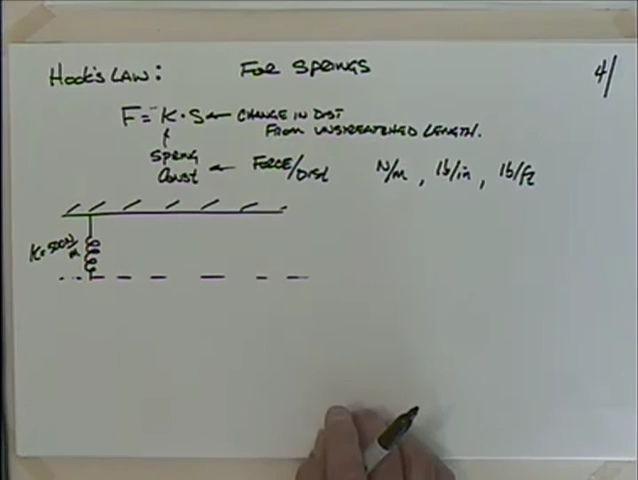 Hook's Law: For Springs
4/
F = K · S ← Change in Dist
From Unstretched Length.
Spring
Const ← Force/Dist N/m, lb/in, lb/ft